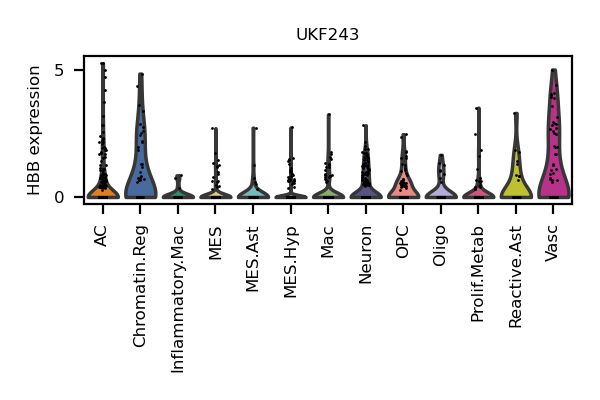 UKF243
HBB expression
5
0
AC
Chromatin.Reg
Inflammatory.Mac
MES
MES.Ast
MES.Hyp
Mac
Neuron
OPC
Oligo
Prolif.Metab
Reactive.Ast
Vasc